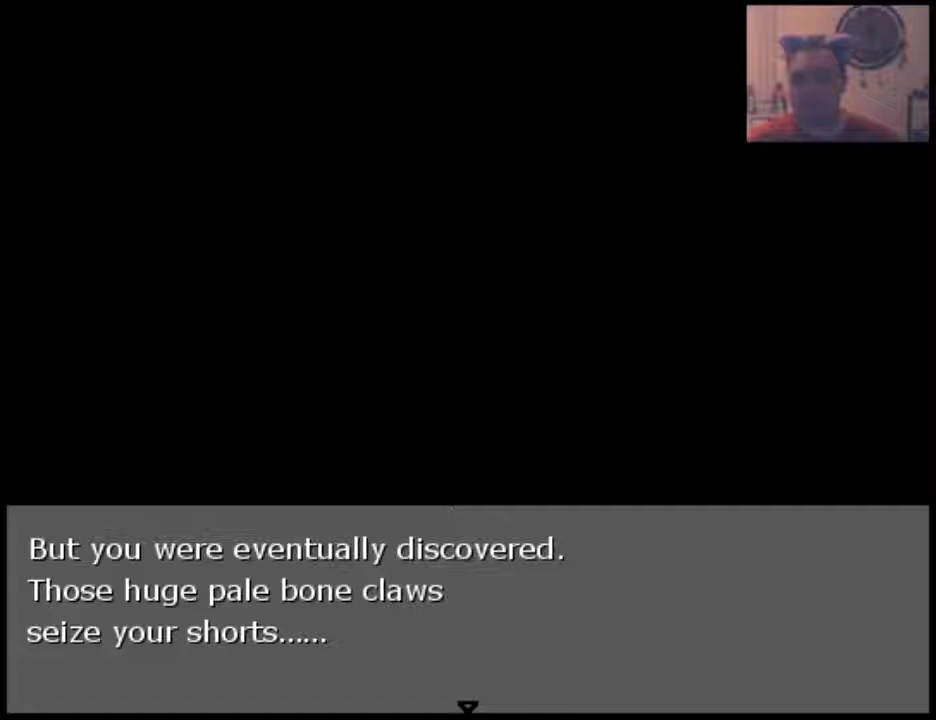 But you were eventually discovered.
Those huge pale bone claws
seize your shorts......